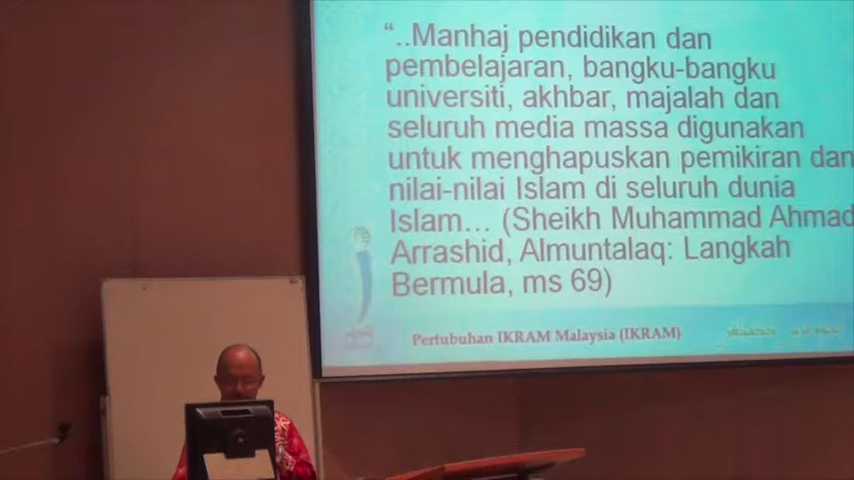 “..Manhaj pendidikan dan
pembelajaran, bangku-bangku
universiti, akhbar, majalah dan
seluruh media massa digunakan
untuk menghapuskan pemikiran dan
nilai-nilai Islam di seluruh dunia
Islam... (Sheikh Muhammad Ahmad
Arrashid, Almuntalaq: Langkah
Bermula, ms 69)
Pertubuhan IKRAM Malaysia (IKRAM)